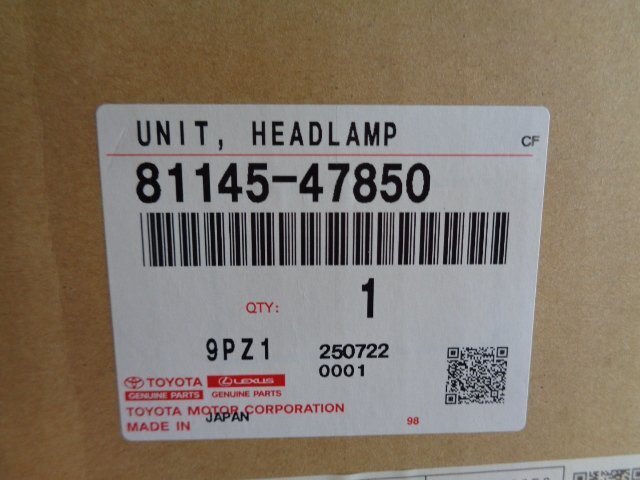 UNIT, HEADLAMP
CF
81145-47850
QTY: 1
9PZ1 250722
0001
TOYOTA LEXUS
GENUINE PARTS GENUINE PARTS
TOYOTA MOTOR CORPORATION
MADE IN JAPAN
98